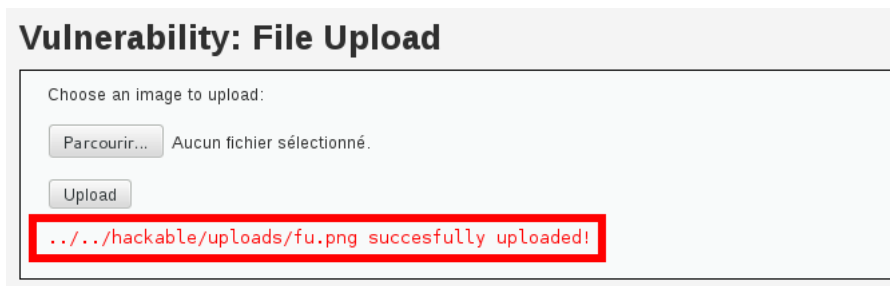 Vulnerability: File Upload
Choose an image to upload:
Parcourir... Aucun fichier sélectionné.
Upload
../../hackable/uploads/fu.png succesfully uploaded!